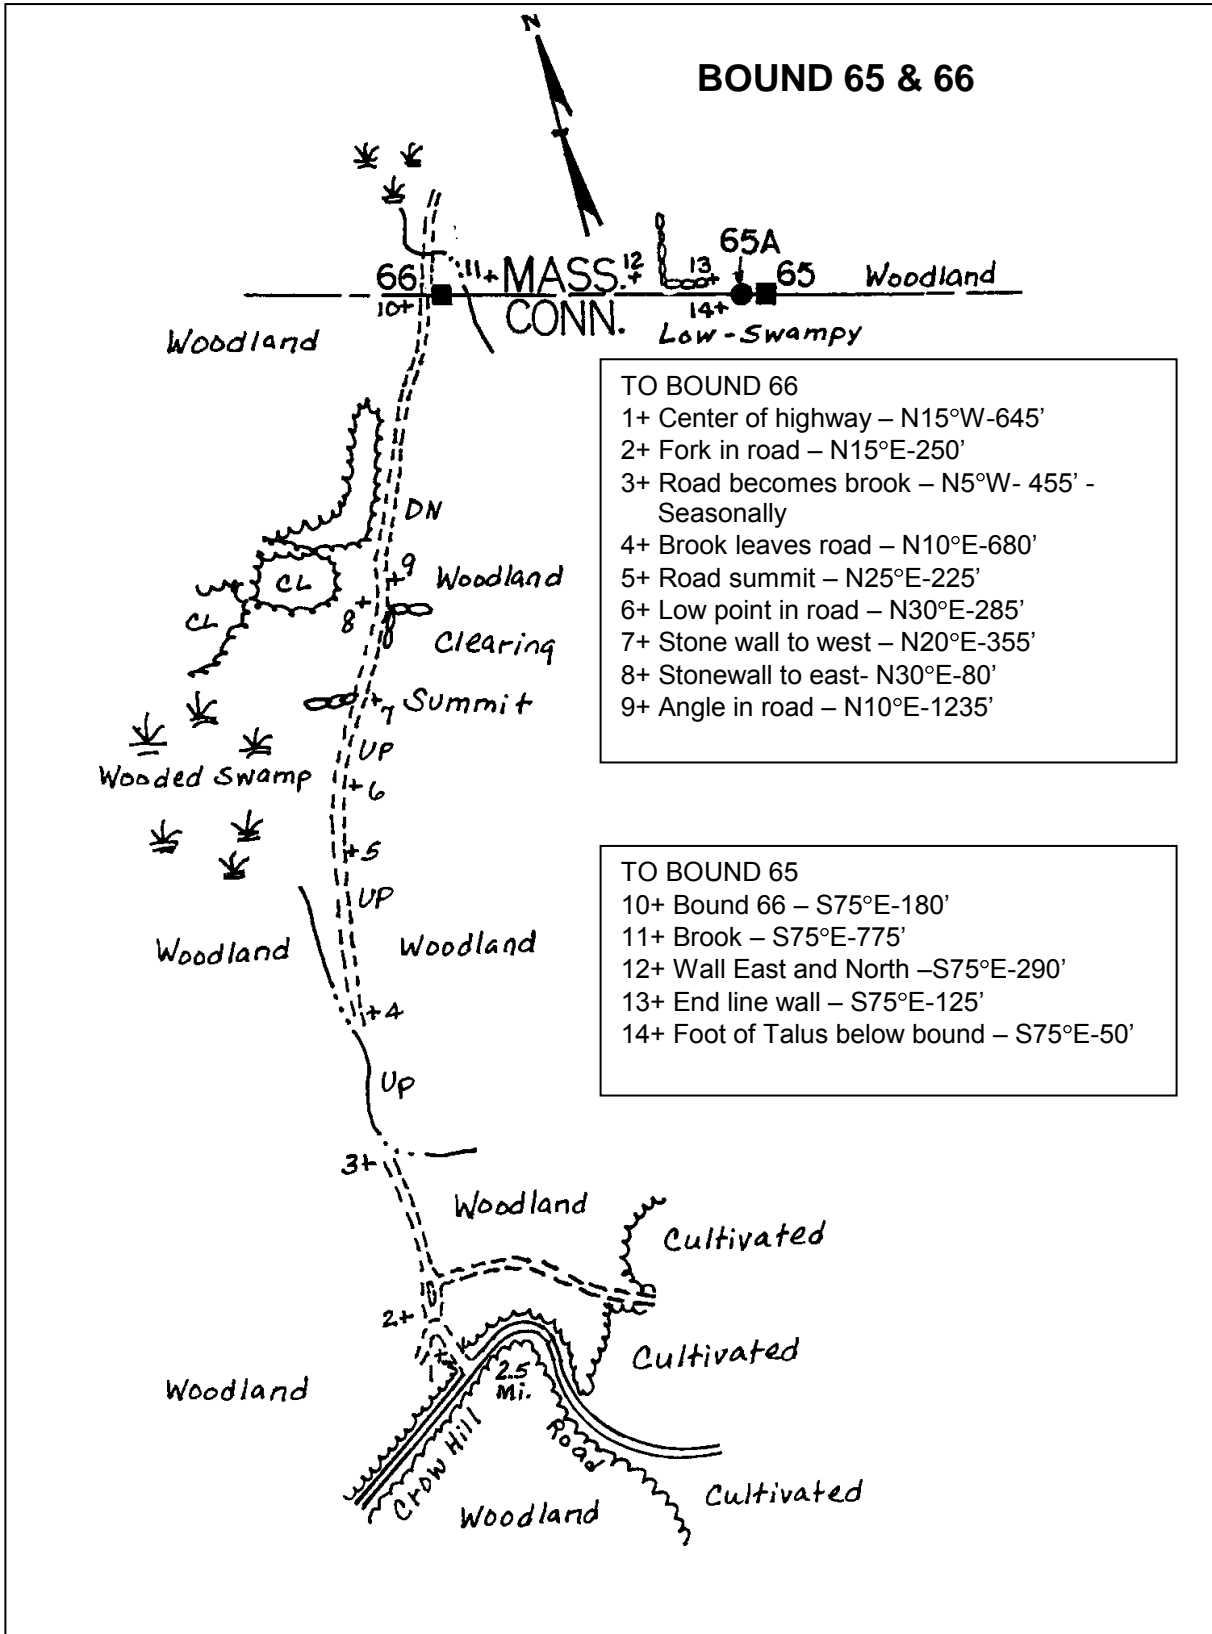 N
BOUND 65 & 66
65A
66 11+ MASS. 12+ 13+ 65 Woodland
10+ CONN. 14+
Woodland
Low-Swampy
TO BOUND 66
1+ Center of highway – N15°W-645’
2+ Fork in road – N15°E-250’
3+ Road becomes brook – N5°W- 455’ -
Seasonally
4+ Brook leaves road – N10°E-680’
5+ Road summit – N25°E-225’
6+ Low point in road – N30°E-285’
7+ Stone wall to west – N20°E-355’
8+ Stonewall to east- N30°E-80’
9+ Angle in road – N10°E-1235’
DN
+9
CL
Woodland
8+
CL
Clearing
+7 Summit
UP
Wooded Swamp
+6
+5
UP
Woodland
Woodland
+4
UP
3+
Woodland
Cultivated
2+
Cultivated
Woodland
2.5
Mi.
Crow Hill Road
Woodland
Cultivated
TO BOUND 65
10+ Bound 66 – S75°E-180’
11+ Brook – S75°E-775’
12+ Wall East and North –S75°E-290’
13+ End line wall – S75°E-125’
14+ Foot of Talus below bound – S75°E-50’